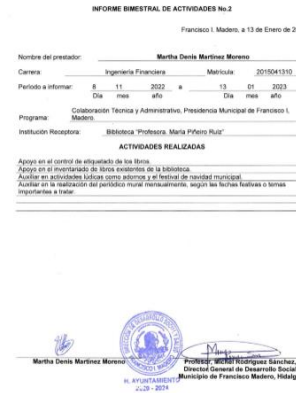 INFORME BIMESTRAL DE ACTIVIDADES No.2
Francisco I. Madero, a 13 de Enero de 2
Nombre del prestador: Martha Denis Martínez Moreno
Carrera: Ingeniería Financiera Matrícula: 2015041310
Período a informar: 8 11 2022 a 13 01 2023
Día mes año Día mes año
Colaboración Técnica y Administrativo, Presidencia Municipal de Francisco I.
Programa: Madero.
Institución Receptora: Biblioteca "Profesora. María Piñeiro Ruiz"
ACTIVIDADES REALIZADAS
Apoyo en el control de etiquetado de los libros.
Apoyo en el inventariado de libros existentes de la biblioteca.
Auxiliar en actividades lúdicas como adornos y el festival de navidad municipal.
Auxiliar en la realización del periódico mural mensualmente, según las fechas festivas o temas
importantes a tratar.
Martha Denis Martínez Moreno
Profesor, Michel Rodríguez Sánchez,
Director General de Desarrollo Social
Municipio de Francisco Madero, Hidalg
H. AYUNTAMIENTO
2020 - 2024